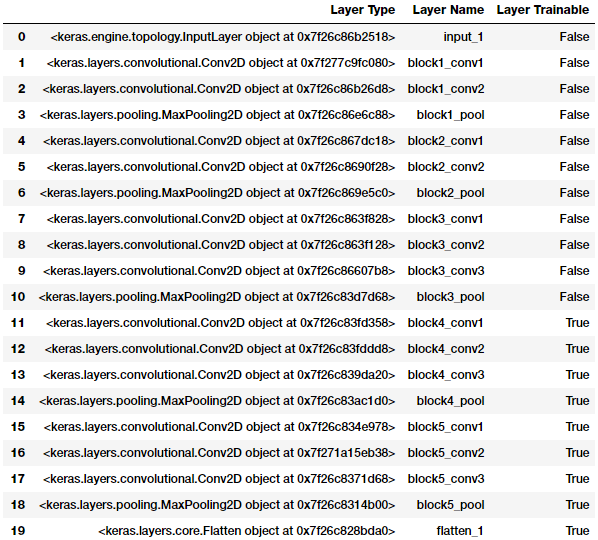 Layer Type Layer Name Layer Trainable
0 <keras.engine.topology.InputLayer object at 0x7f26c86b2518> input_1 False
1 <keras.layers.convolutional.Conv2D object at 0x7f277c9fc080> block1_conv1 False
2 <keras.layers.convolutional.Conv2D object at 0x7f26c86b26d8> block1_conv2 False
3 <keras.layers.pooling.MaxPooling2D object at 0x7f26c86e6c88> block1_pool False
4 <keras.layers.convolutional.Conv2D object at 0x7f26c867dc18> block2_conv1 False
5 <keras.layers.convolutional.Conv2D object at 0x7f26c8690f28> block2_conv2 False
6 <keras.layers.pooling.MaxPooling2D object at 0x7f26c869e5c0> block2_pool False
7 <keras.layers.convolutional.Conv2D object at 0x7f26c863f828> block3_conv1 False
8 <keras.layers.convolutional.Conv2D object at 0x7f26c863f128> block3_conv2 False
9 <keras.layers.convolutional.Conv2D object at 0x7f26c86607b8> block3_conv3 False
10 <keras.layers.pooling.MaxPooling2D object at 0x7f26c83d7d68> block3_pool False
11 <keras.layers.convolutional.Conv2D object at 0x7f26c83fd358> block4_conv1 True
12 <keras.layers.convolutional.Conv2D object at 0x7f26c83fddd8> block4_conv2 True
13 <keras.layers.convolutional.Conv2D object at 0x7f26c839da20> block4_conv3 True
14 <keras.layers.pooling.MaxPooling2D object at 0x7f26c83ac1d0> block4_pool True
15 <keras.layers.convolutional.Conv2D object at 0x7f26c834e978> block5_conv1 True
16 <keras.layers.convolutional.Conv2D object at 0x7f271a15eb38> block5_conv2 True
17 <keras.layers.convolutional.Conv2D object at 0x7f26c8371d68> block5_conv3 True
18 <keras.layers.pooling.MaxPooling2D object at 0x7f26c8314b00> block5_pool True
19 <keras.layers.core.Flatten object at 0x7f26c828bda0> flatten_1 True